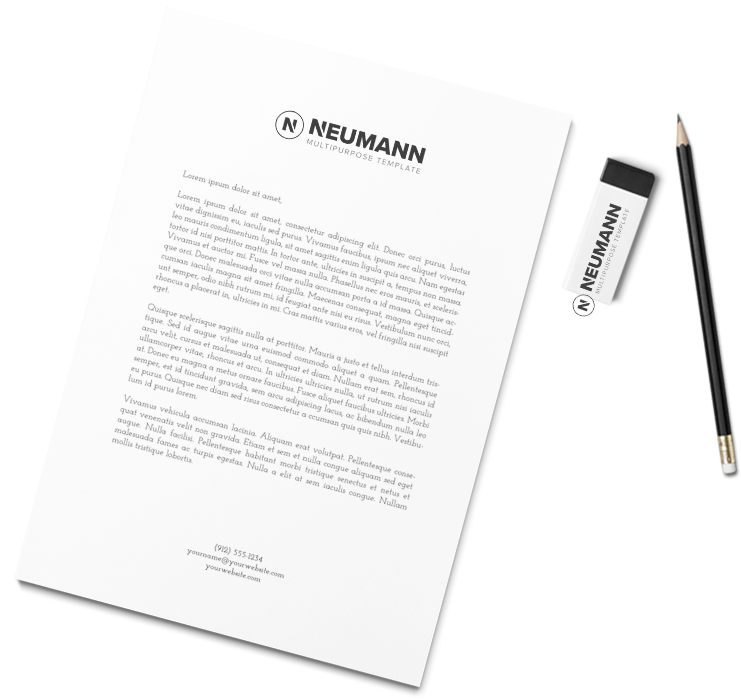 N NEUMANN
MULTIPURPOSE TEMPLATE
Lorem ipsum dolor sit amet,
Lorem ipsum dolor sit amet, consectetur adipiscing elit. Donec orci purus, luctus
vitae dignissim eu, iaculis sed purus. Vivamus faucibus, ipsum nec aliquet viverra,
leo mauris condimentum ligula, sit amet sagittis enim ligula quis arcu. Nam egestas
tortor id nisi porttitor mattis. In tortor ante, ultricies in suscipit a, tempus non massa.
Vivamus et auctor mi. Fusce vel massa nulla. Phasellus nec eros mauris, et sceleris-
que orci. Donec malesuada orci vitae nulla accumsan porta a id massa. Quisque ac-
cumsan iaculis magna sit amet fringilla. Maecenas consequat, magna eget tincid-
unt semper, odio nibh rutrum mi, id feugiat ante nisi eu risus. Vestibulum nunc orci,
rhoncus a placerat in, ultricies in mi. Cras mattis varius eros, vel fringilla nisi suscipit
eget.
Quisque scelerisque sagittis nulla at porttitor. Mauris a justo et tellus interdum tris-
tique. Sed id augue vitae urna euismod commodo aliquet a quam. Pellentesque
arcu velit, cursus et malesuada ut, consequat et diam. Nullam erat sem, rhoncus id
ullamcorper vitae, rhoncus et arcu. In ultricies ultricies nulla, ut rutrum nisi iaculis
at. Donec eu magna a metus ornare faucibus. Fusce aliquet faucibus ultricies. Morbi
semper, est id tincidunt gravida, sem arcu adipiscing lacus, ac bibendum nulla leo
eu purus. Quisque nec diam sed risus consectetur a ccumsan quis quis nibh. Vestibu-
lum id purus lorem.
Vivamus vehicula accumsan lacinia. Aliquam erat volutpat. Pellentesque conse-
quat venenatis velit non gravida. Etiam et sem et nulla congue aliquam sed eget
augue. Nulla facilisi. Pellentesque habitant morbi tristique senectus et netus et
malesuada fames ac turpis egestas. Nulla a elit at sem iaculis congue. Nullam
mollis tristique lobortis.
(912) 555-1234
yourname@yourwebsite.com
yourwebsite.com
N NEUMANN
MULTIPURPOSE TEMPLATE